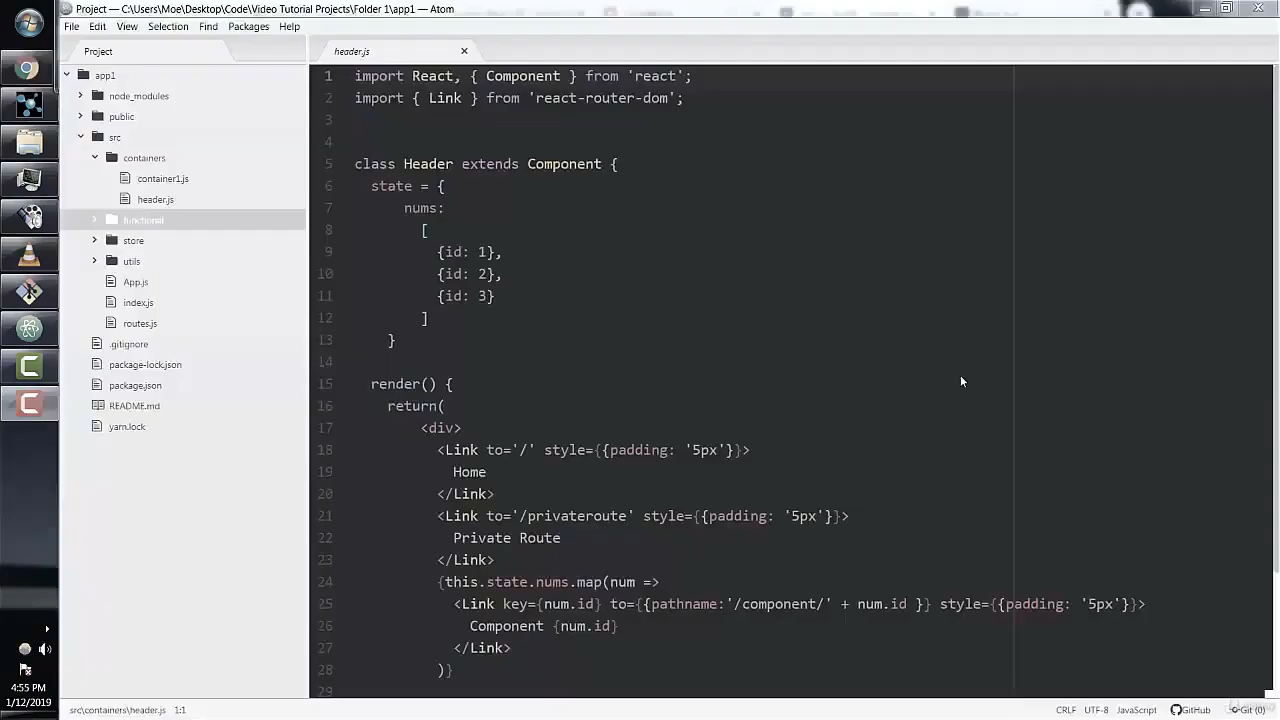 Project — C:\Users\Moe\Desktop\Code\Video Tutorial Projects\Folder 1\app1 — Atom
File Edit View Selection Find Packages Help
Project
header.js
app1
node_modules
public
src
containers
container1.js
header.js
functional
store
utils
App.js
index.js
routes.js
.gitignore
package-lock.json
package.json
README.md
yarn.lock
1 import React, { Component } from 'react';
2 import { Link } from 'react-router-dom';
3
4
5 class Header extends Component {
6 state = {
7 nums:
8 [
9 {id: 1},
10 {id: 2},
11 {id: 3}
12 ]
13 }
14
15 render() {
16 return(
17 <div>
18 <Link to='/' style={{padding: '5px'}}>
19 Home
20 </Link>
21 <Link to='/privateroute' style={{padding: '5px'}}>
22 Private Route
23 </Link>
24 {this.state.nums.map(num =>
25 <Link key={num.id} to={{pathname:'/component/' + num.id }} style={{padding: '5px'}}>
26 Component {num.id}
27 </Link>
28 )}
29
src\containers\header.js 1:1
CRLF UTF-8 JavaScript GitHub Git (0)
4:55 PM
1/12/2019